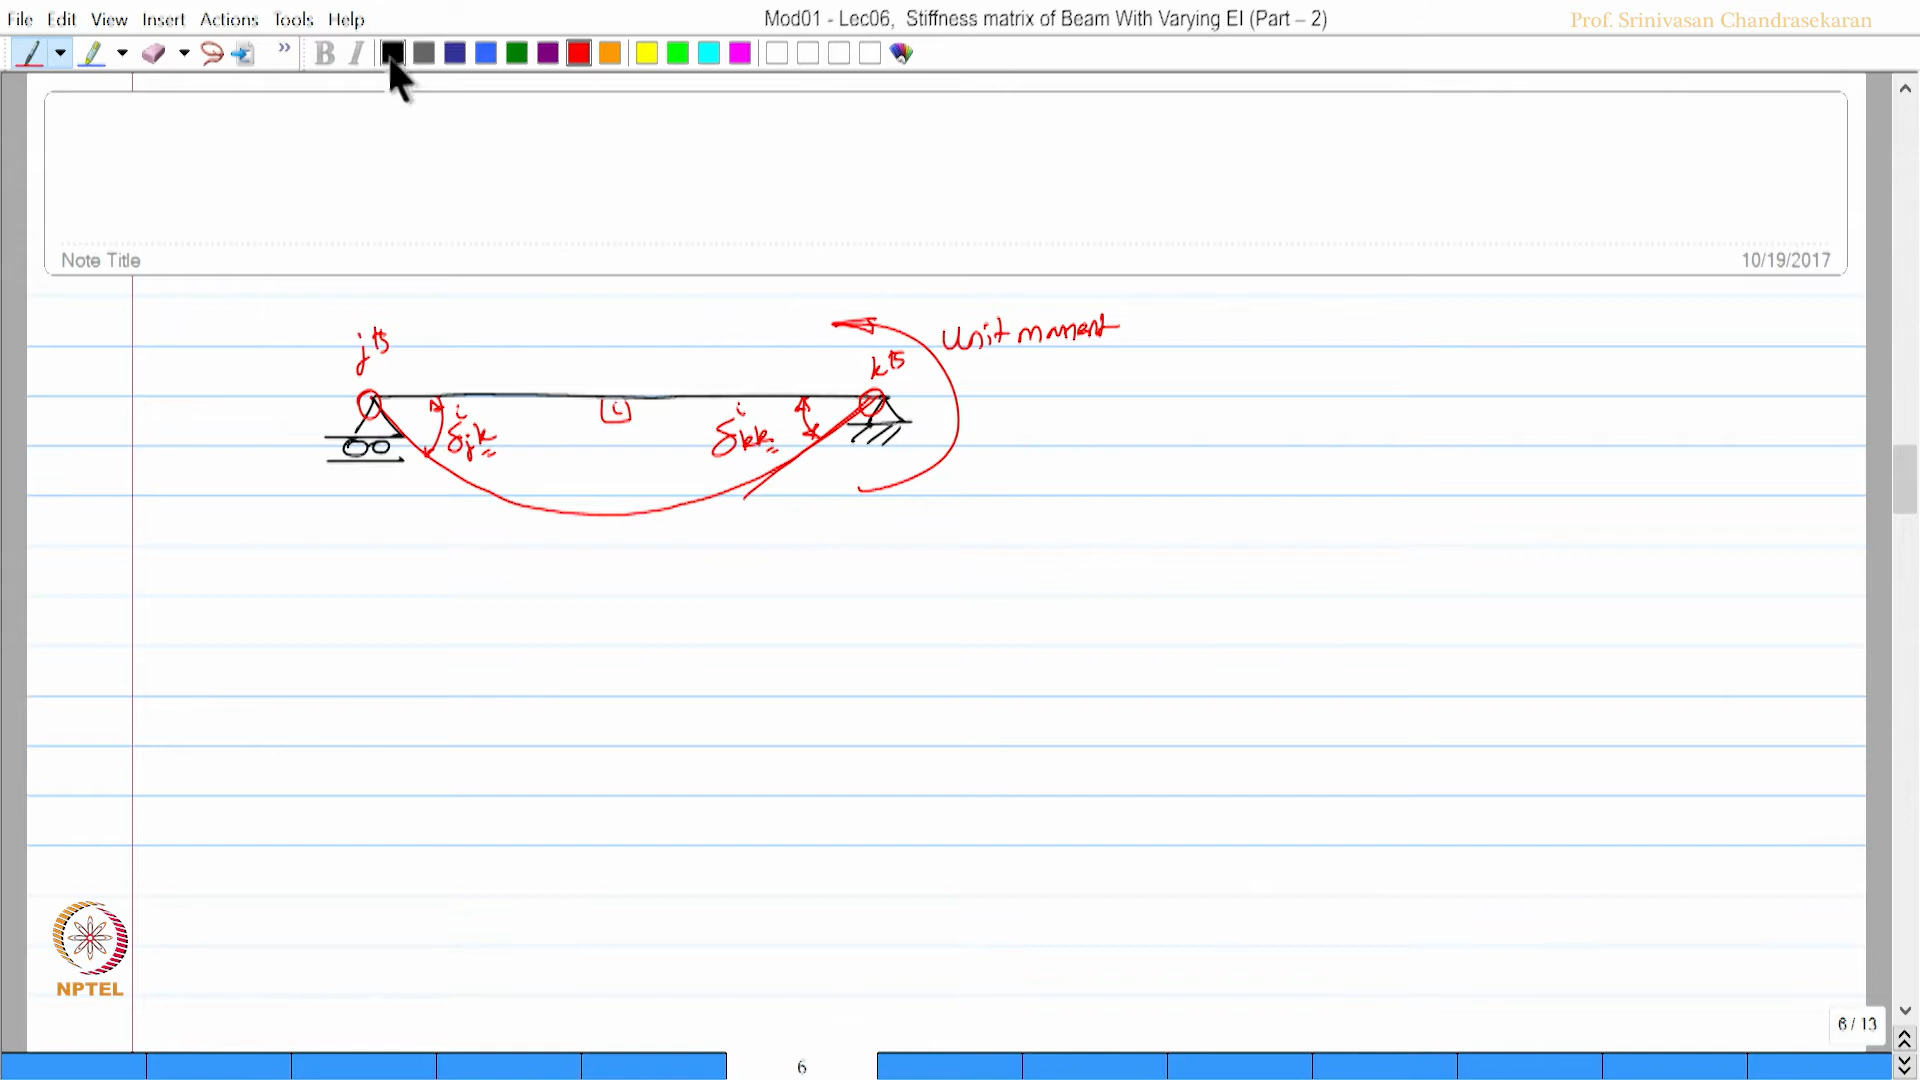 File Edit View Insert Actions Tools Help
Mod01 - Lec06, Stiffness matrix of Beam With Varying EI (Part – 2)
Prof. Srinivasan Chandrasekaran
B I
Note Title
10/19/2017
Unit moment
jth
kth
i
δjk i
δkk i
NPTEL
6 / 13
6